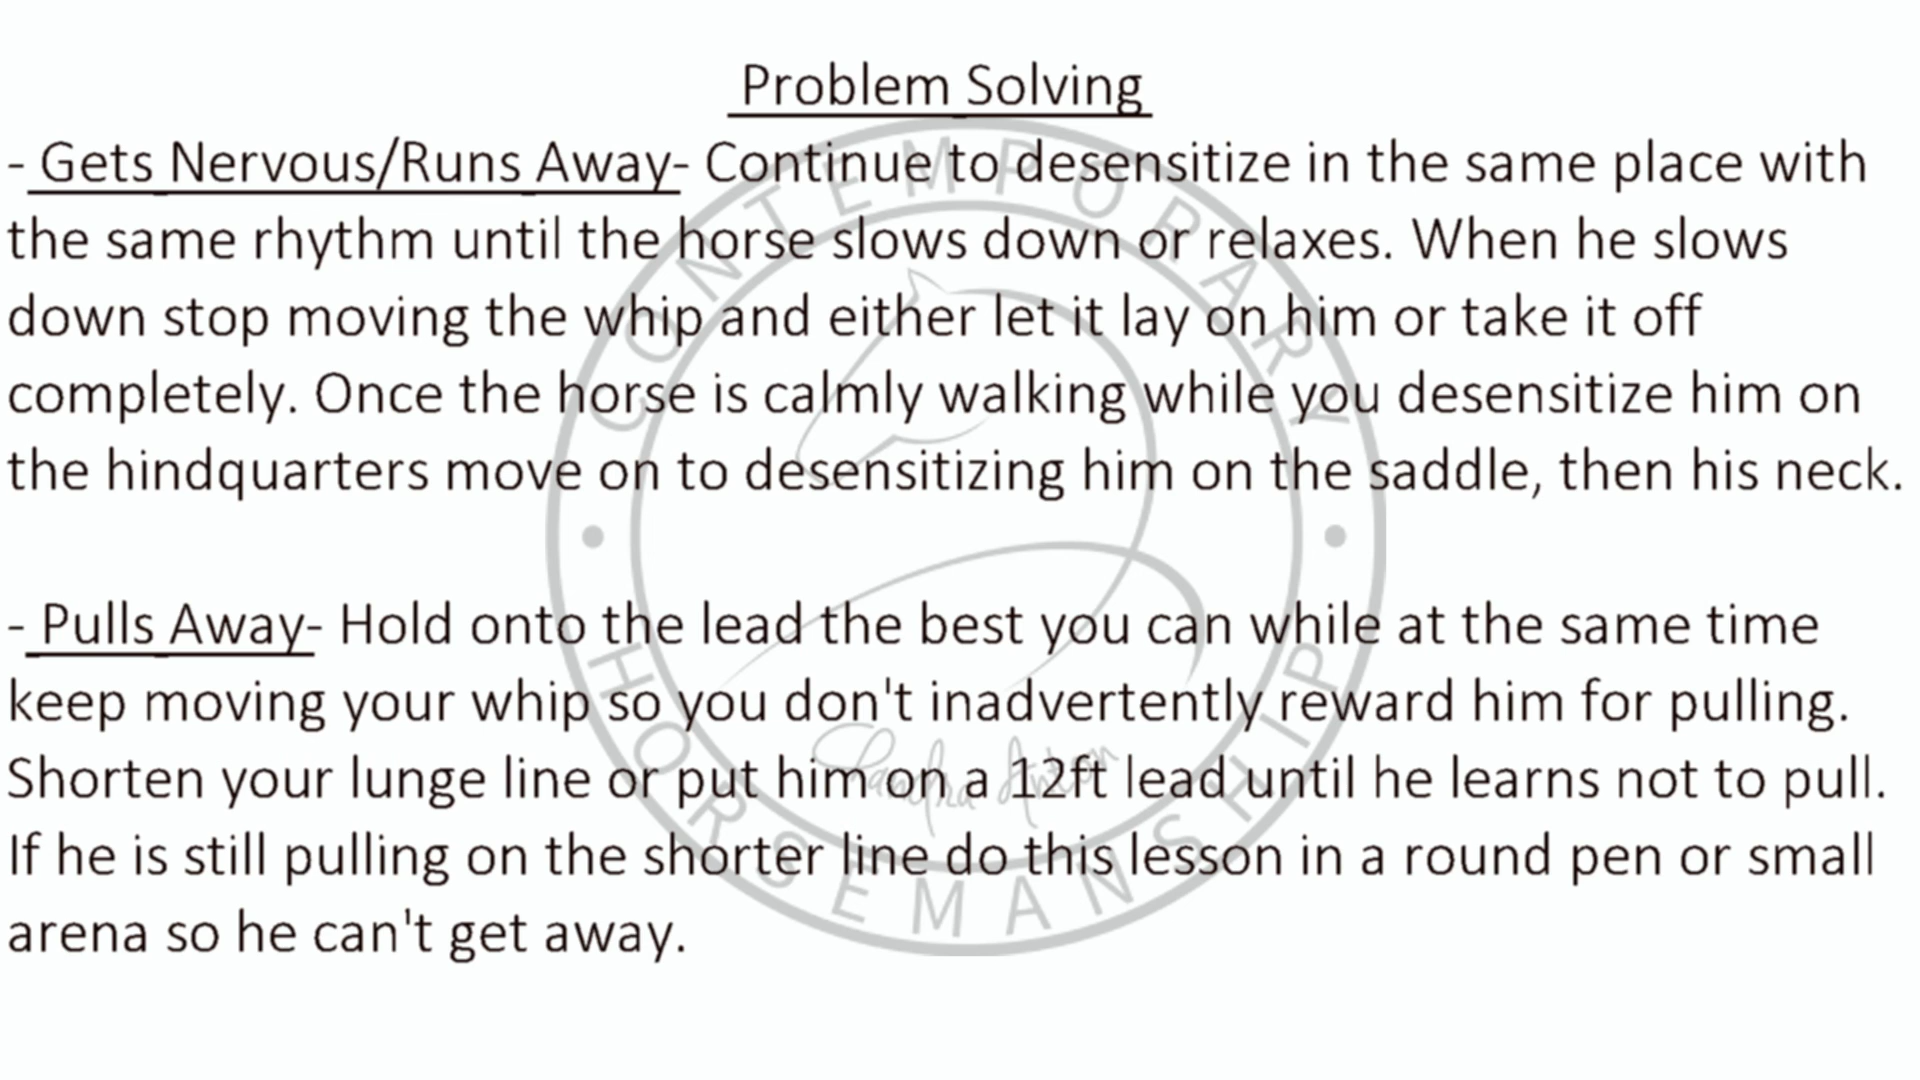 Problem Solving
- Gets Nervous/Runs Away- Continue to desensitize in the same place with
the same rhythm until the horse slows down or relaxes. When he slows
down stop moving the whip and either let it lay on him or take it off
completely. Once the horse is calmly walking while you desensitize him on
the hindquarters move on to desensitizing him on the saddle, then his neck.
- Pulls Away- Hold onto the lead the best you can while at the same time
keep moving your whip so you don't inadvertently reward him for pulling.
Shorten your lunge line or put him on a 12ft lead until he learns not to pull.
If he is still pulling on the shorter line do this lesson in a round pen or small
arena so he can't get away.
CONTEMPORARY
HORSEMANSHIP
Sandra Anton